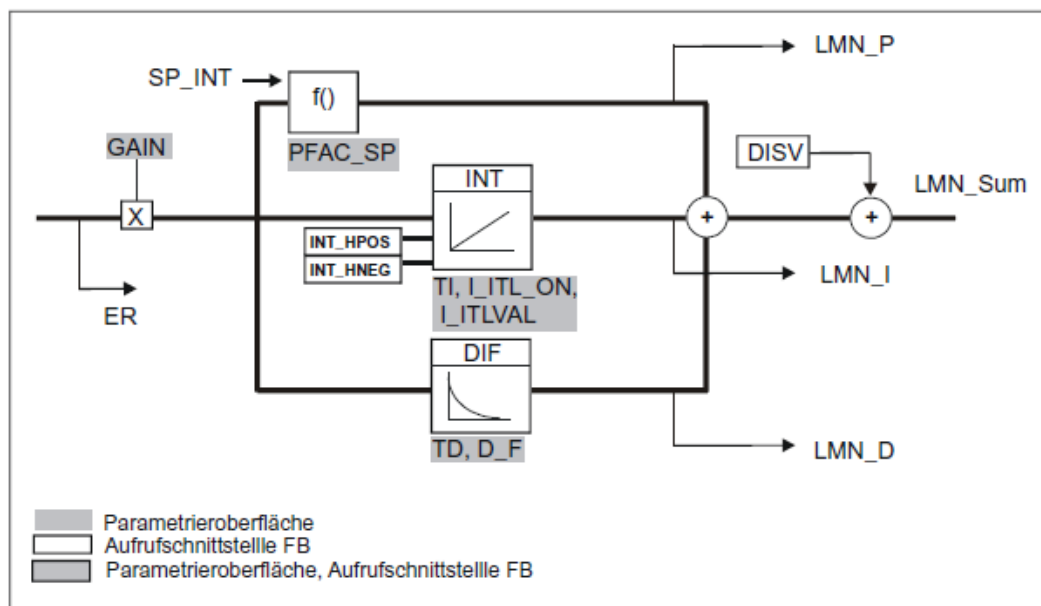 LMN_P
SP_INT
f()
PFAC_SP
GAIN
X
INT
DISV
LMN_Sum
+
+
INT_HPOS
INT_HNEG
LMN_I
TI, I_ITL_ON,
I_ITLVAL
ER
DIF
TD, D_F
LMN_D
Parametrieroberfläche
Aufrufschnittstellle FB
Parametrieroberfläche, Aufrufschnittstellle FB